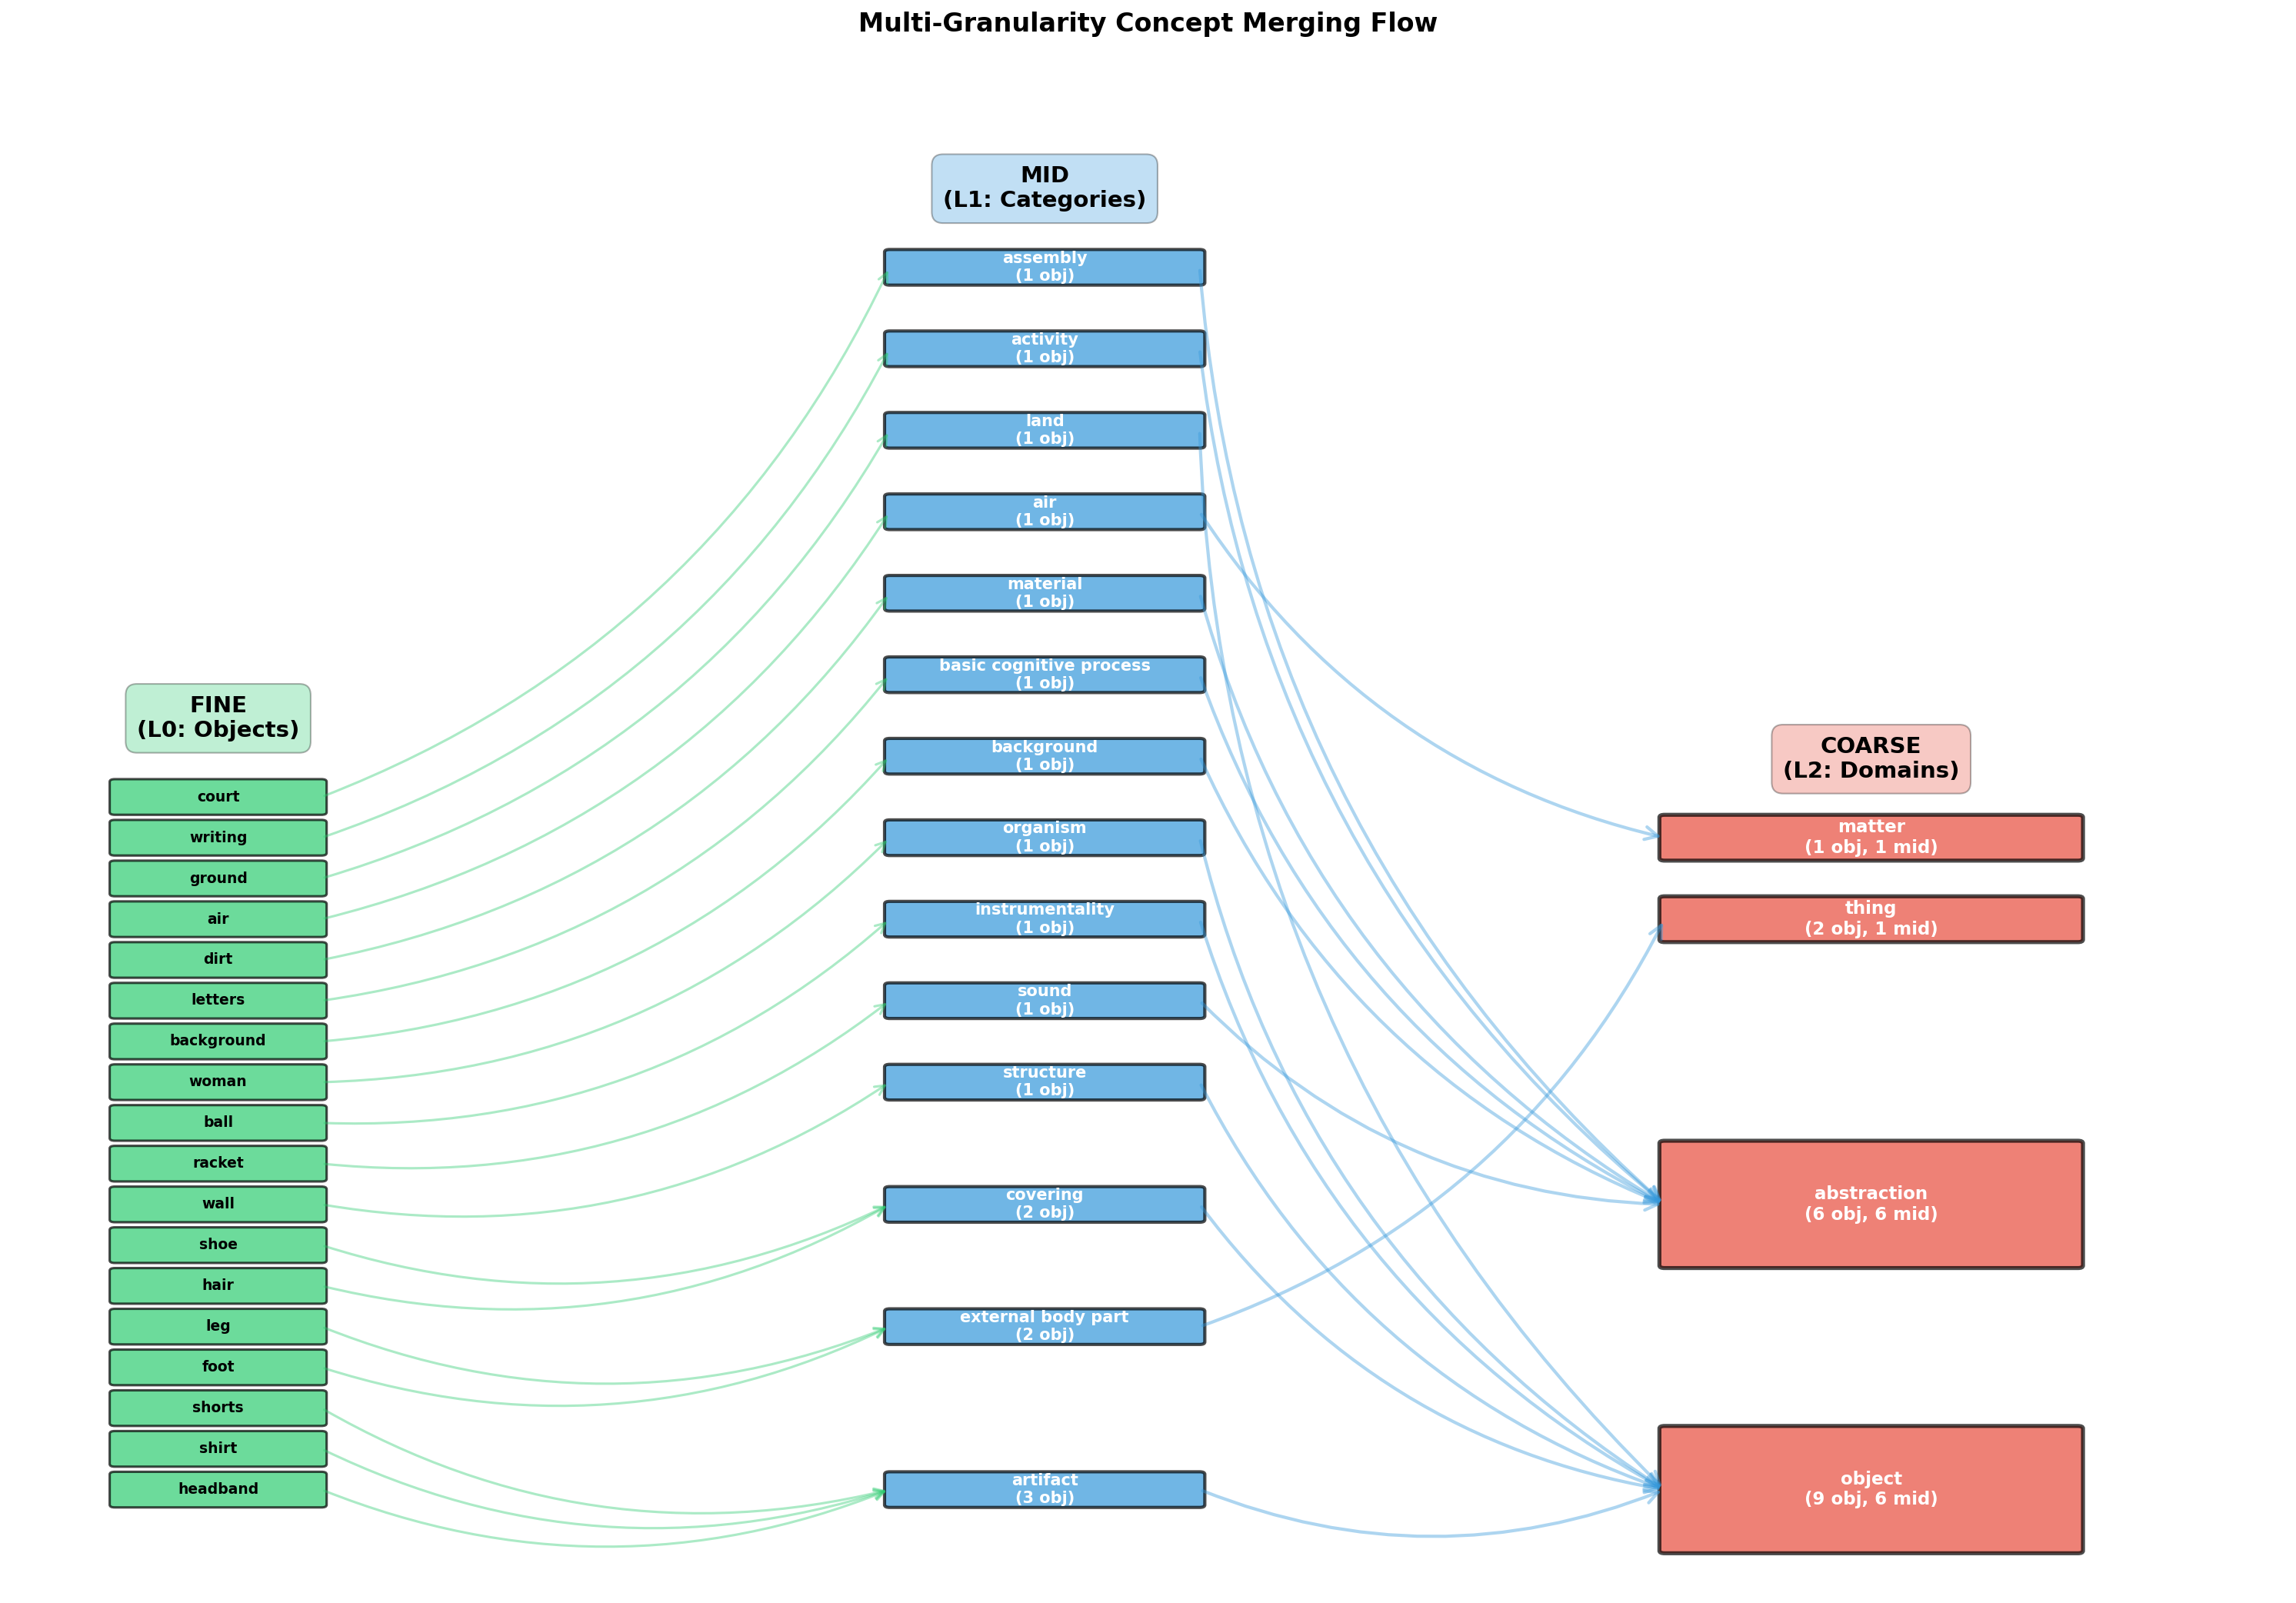 Multi-Granularity Concept Merging Flow
FINE
(L0: Objects)
court
writing
ground
air
dirt
letters
background
woman
ball
racket
wall
shoe
hair
leg
foot
shorts
shirt
headband
MID
(L1: Categories)
assembly
(1 obj)
activity
(1 obj)
land
(1 obj)
air
(1 obj)
material
(1 obj)
basic cognitive process
(1 obj)
background
(1 obj)
organism
(1 obj)
instrumentality
(1 obj)
sound
(1 obj)
structure
(1 obj)
covering
(2 obj)
external body part
(2 obj)
artifact
(3 obj)
COARSE
(L2: Domains)
matter
(1 obj, 1 mid)
thing
(2 obj, 1 mid)
abstraction
(6 obj, 6 mid)
object
(9 obj, 6 mid)